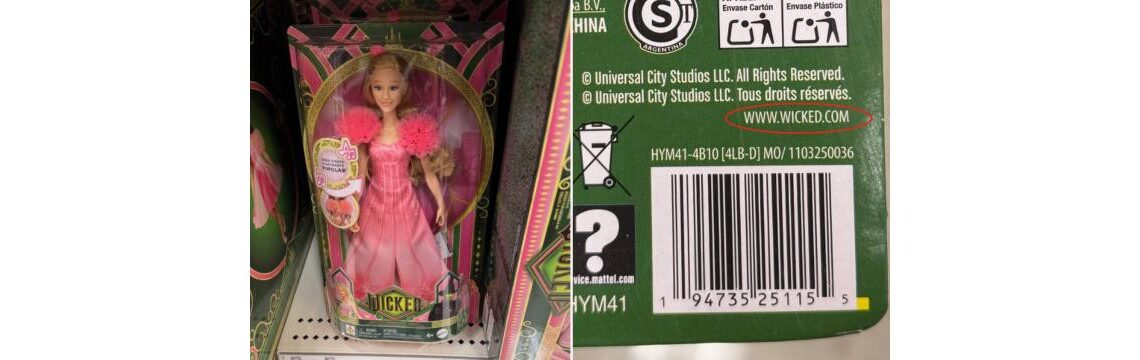 "POPULAR"
WICKED
a B.V.,
HINA
S
ARGENTINA
Envase Cartón
Envase Plástico
© Universal City Studios LLC. All Rights Reserved.
© Universal City Studios LLC. Tous droits réservés.
WWW.WICKED.COM
HYM41-4B10 [4LB-D] MO/ 1103250036
?
vice.mattel.com
HYM41
1 94735 25115 5